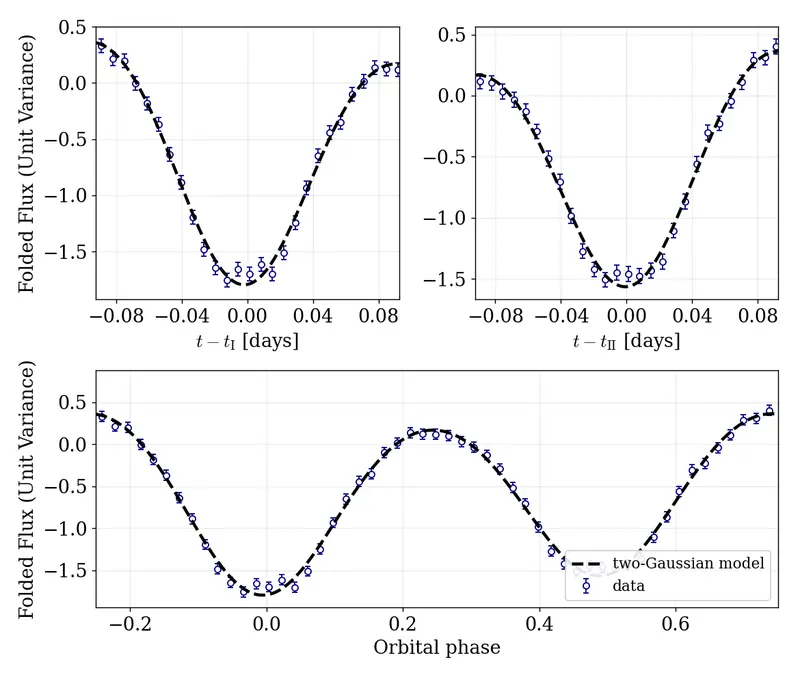 Folded Flux (Unit Variance)
0.5
0.0
−0.5
−1.0
−1.5
−0.08 −0.04 0.00 0.04 0.08
t − tI [days]
0.5
0.0
−0.5
−1.0
−1.5
−0.08 −0.04 0.00 0.04 0.08
t − tII [days]
Folded Flux (Unit Variance)
0.5
0.0
−0.5
−1.0
−1.5
−0.2 0.0 0.2 0.4 0.6
Orbital phase
two-Gaussian model
data